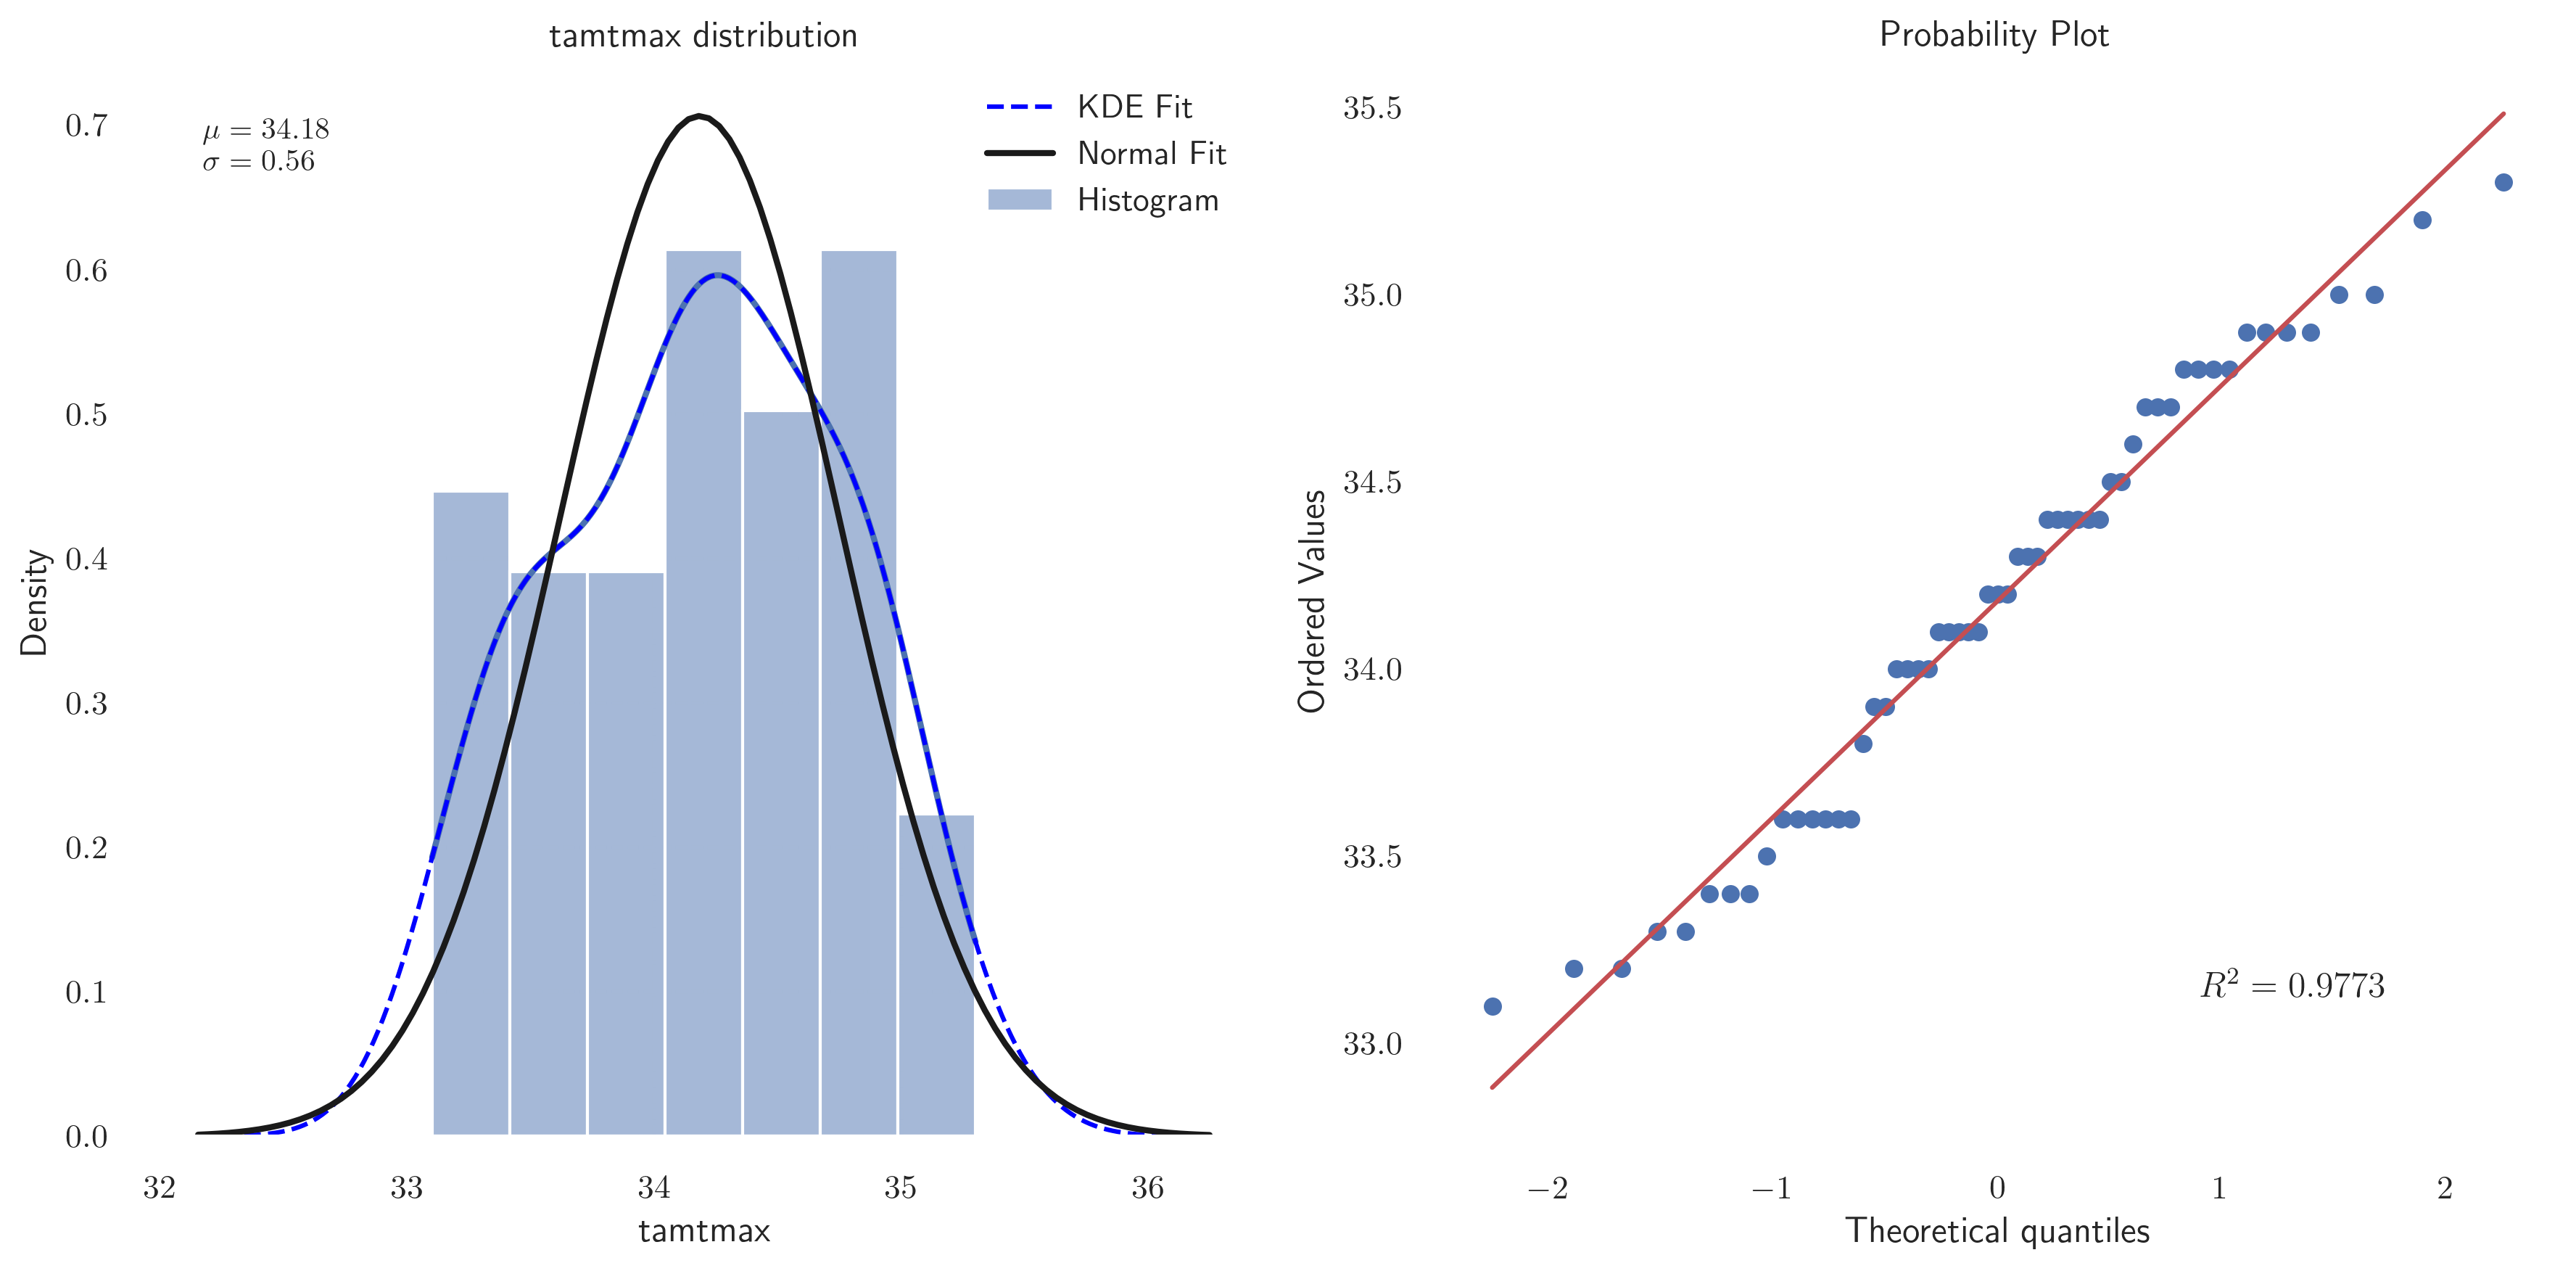 tamtmax distribution
0.7
0.6
0.5
0.4
0.3
0.2
0.1
0.0
Density
μ = 34.18
σ = 0.56
KDE Fit
Normal Fit
Histogram
32 33 34 35 36
tamtmax
Probability Plot
35.5
35.0
34.5
34.0
33.5
33.0
Ordered Values
R² = 0.9773
−2 −1 0 1 2
Theoretical quantiles